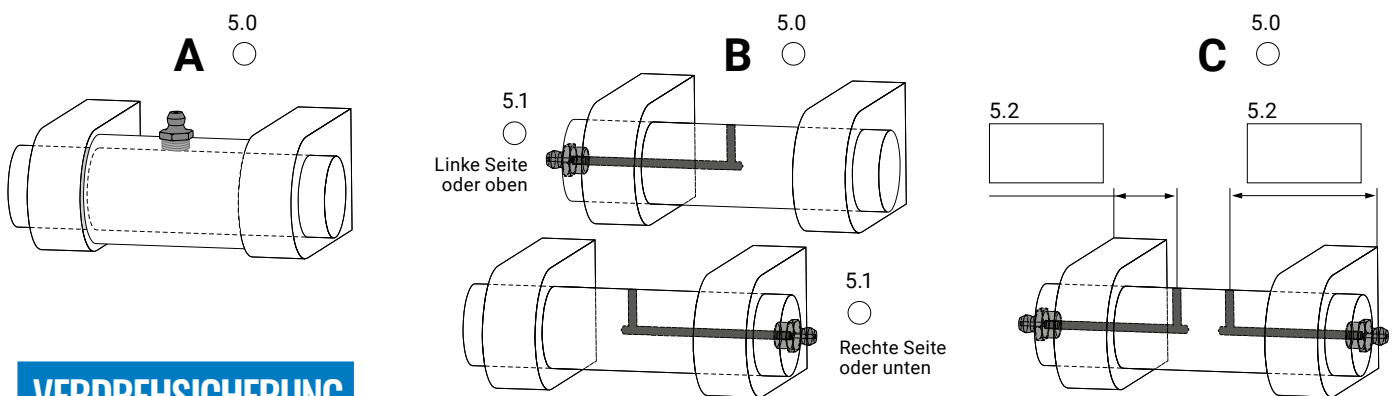 5.0
A
5.0
B
5.1
Linke Seite
oder oben
5.1
Rechte Seite
oder unten
5.0
C
5.2
5.2
VERDREHSICHERUNG